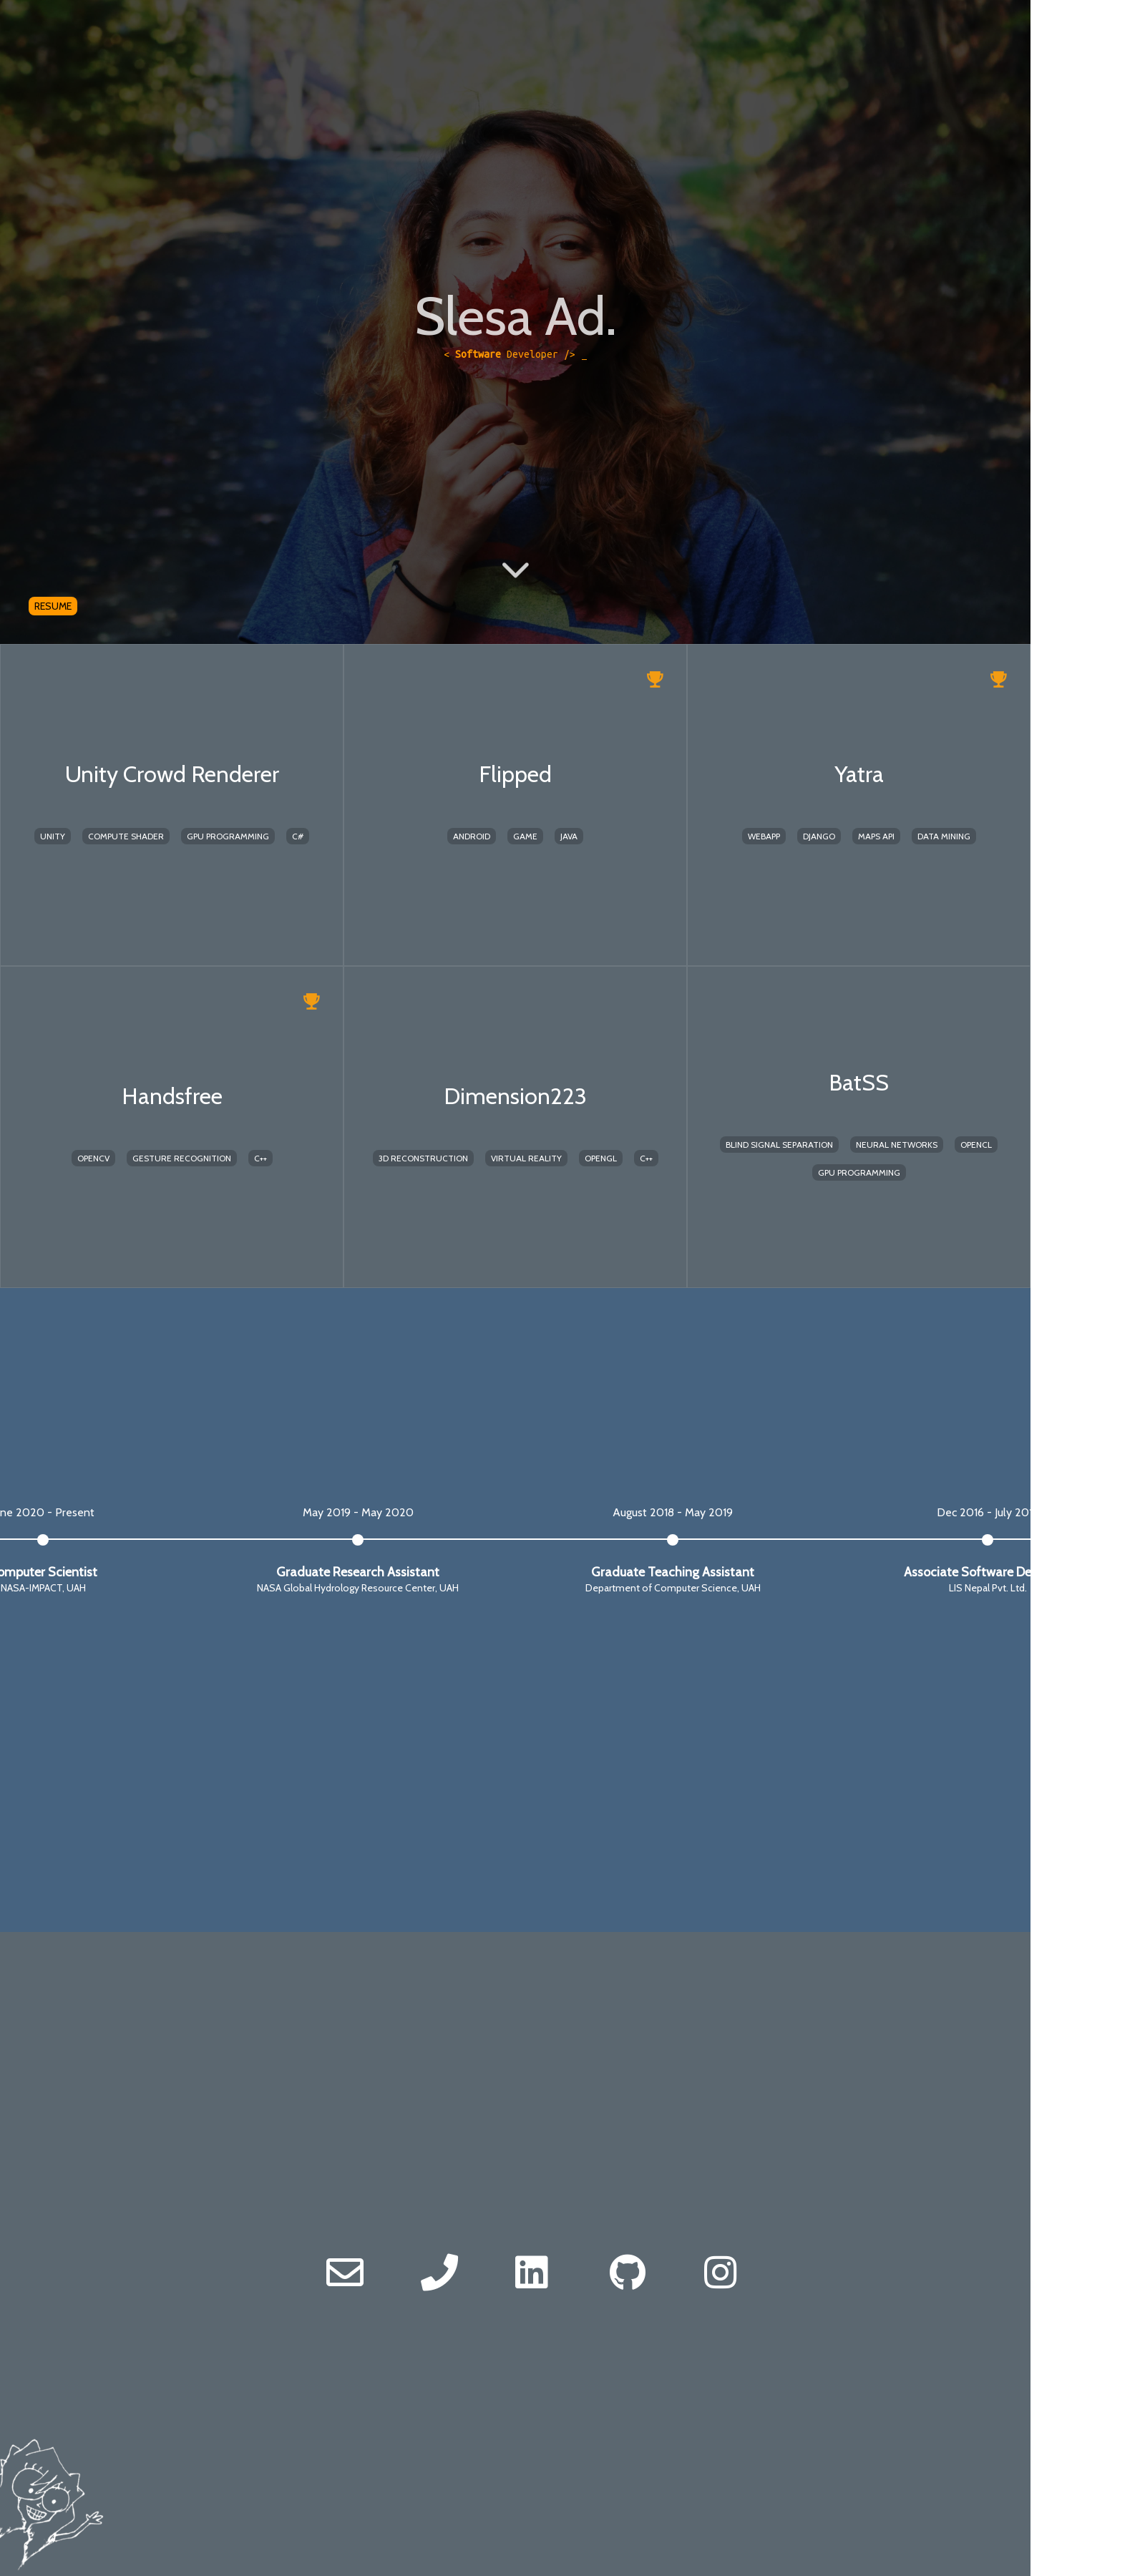 Slesa Ad.
< Software Developer /> _
RESUME
Unity Crowd Renderer
UNITY COMPUTE SHADER GPU PROGRAMMING C#
Flipped
ANDROID GAME JAVA
Yatra
WEBAPP DJANGO MAPS API DATA MINING
Handsfree
OPENCV GESTURE RECOGNITION C++
Dimension223
3D RECONSTRUCTION VIRTUAL REALITY OPENGL C++
BatSS
BLIND SIGNAL SEPARATION NEURAL NETWORKS OPENCL
GPU PROGRAMMING
ne 2020 - Present
omputer Scientist
NASA-IMPACT, UAH
May 2019 - May 2020
Graduate Research Assistant
NASA Global Hydrology Resource Center, UAH
August 2018 - May 2019
Graduate Teaching Assistant
Department of Computer Science, UAH
Dec 2016 - July 20
Associate Software De
LIS Nepal Pvt. Ltd.